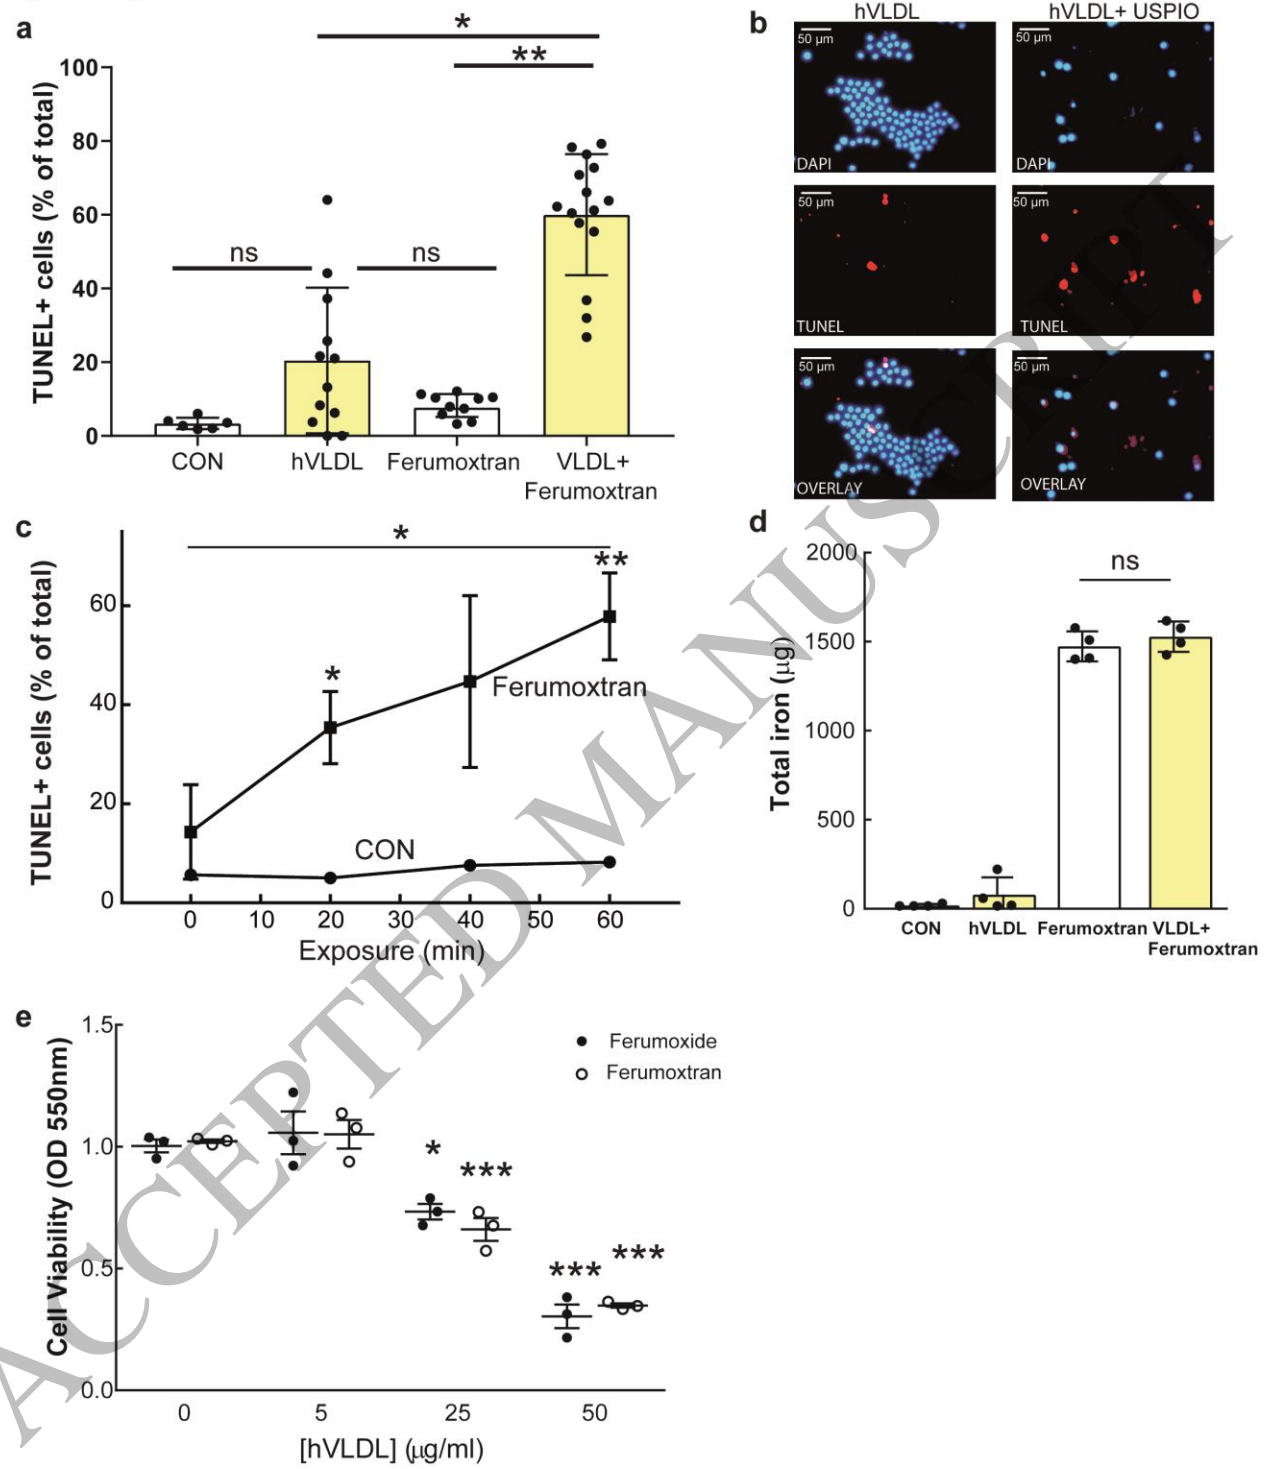 a
*
**
100
80
60
40
20
0
TUNEL+ cells (% of total)
ns
ns
CON
hVLDL
Ferumoxtran
VLDL+
Ferumoxtran
b
hVLDL
hVLDL+ USPIO
50 µm
50 µm
DAPI
DAPI
50 µm
50 µm
TUNEL
TUNEL
50 µm
50 µm
OVERLAY
OVERLAY
c
*
**
*
60
40
20
0
TUNEL+ cells (% of total)
Ferumoxtran
CON
0 10 20 30 40 50 60
Exposure (min)
d
2000
1500
1000
500
0
Total iron (µg)
ns
CON
hVLDL
Ferumoxtran
VLDL+
Ferumoxtran
e
1.5
1.0
0.5
0.0
Cell Viability (OD 550nm)
Ferumoxide
Ferumoxtran
*
***
***
***
0 5 25 50
[hVLDL] (µg/ml)
ACCEPTED MANUSCRIPT